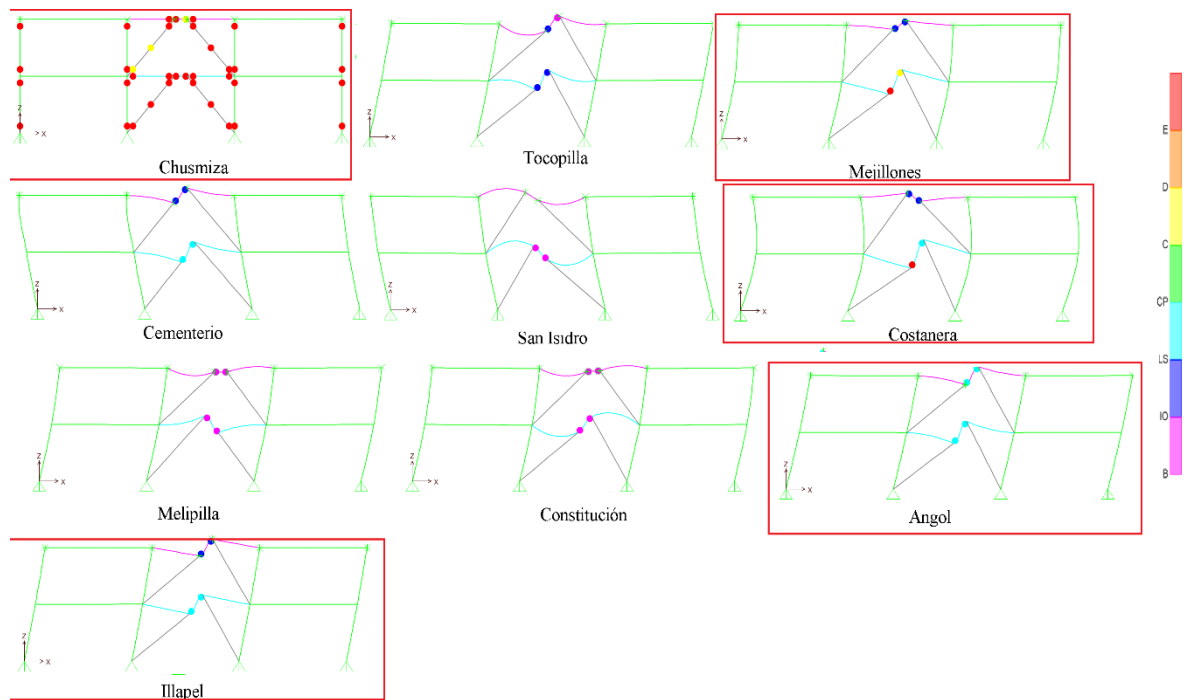 Z
X
Chusmiza
Z
X
Tocopilla
Z
X
Mejillones
Z
X
Cementerio
Z
X
San Isidro
Z
X
Costanera
Z
X
Melipilla
Z
X
Constitución
Z
X
Angol
Z
X
Illapel
E
D
C
CP
LS
IO
B